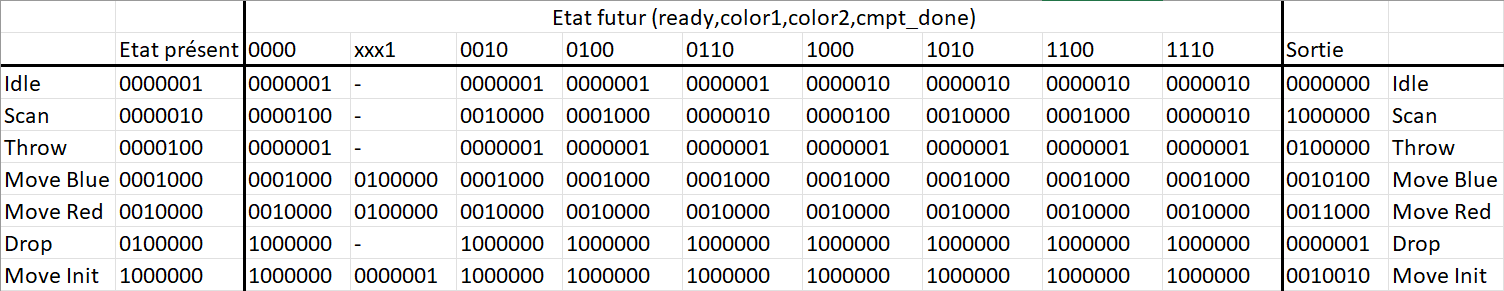 Etat futur (ready,color1,color2,cmpt_done)
Etat présent 0000 xxx1 0010 0100 0110 1000 1010 1100 1110 Sortie
Idle 0000001 0000001 - 0000001 0000001 0000001 0000010 0000010 0000010 0000010 0000000 Idle
Scan 0000010 0000100 - 0010000 0001000 0000010 0000100 0010000 0001000 0000010 1000000 Scan
Throw 0000100 0000001 - 0000001 0000001 0000001 0000001 0000001 0000001 0000001 0100000 Throw
Move Blue 0001000 0001000 0100000 0001000 0001000 0001000 0001000 0001000 0001000 0001000 0010100 Move Blue
Move Red 0010000 0010000 0100000 0010000 0010000 0010000 0010000 0010000 0010000 0010000 0011000 Move Red
Drop 0100000 1000000 - 1000000 1000000 1000000 1000000 1000000 1000000 1000000 0000001 Drop
Move Init 1000000 1000000 0000001 1000000 1000000 1000000 1000000 1000000 1000000 1000000 0010010 Move Init